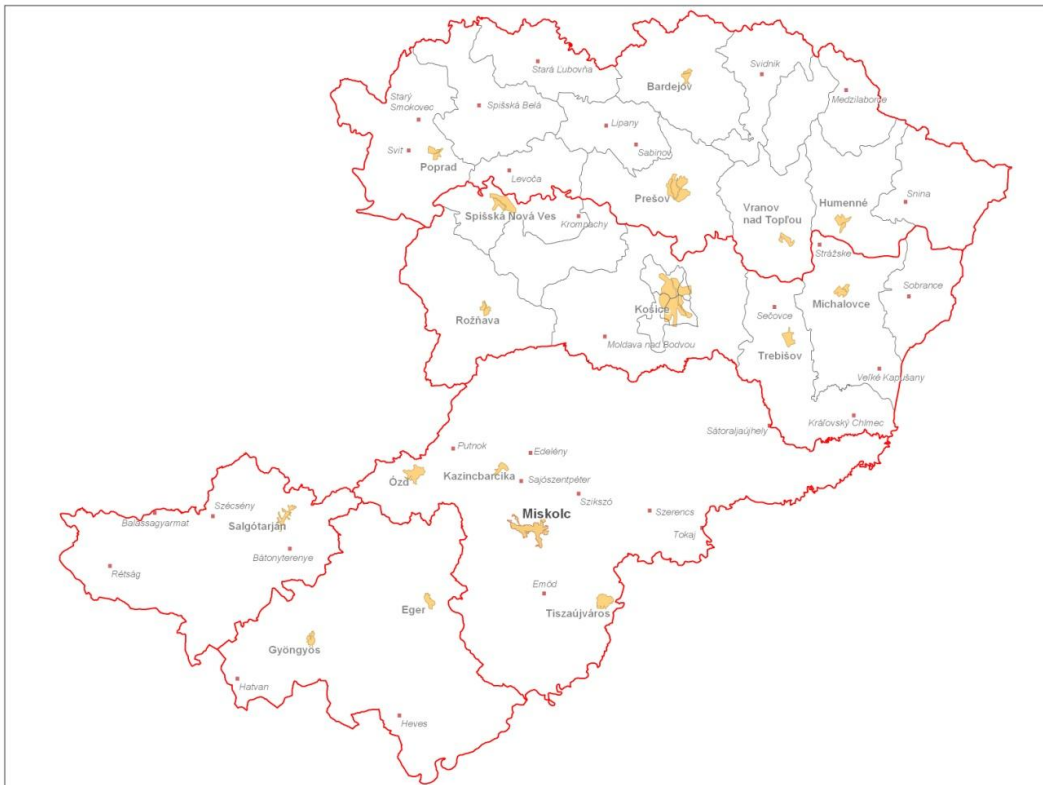 Stará Ľubovňa
Svidník
Bardejov
Medzilaborde
Starý
Smokovec
Spišská Belá
Lipany
Sabinov
Svit
Poprad
Levoča
Prešov
Vranov
nad Topľou
Humenné
Snina
Spišská Nová Ves
Krompachy
Strážske
Sobrance
Michalovce
Košice
Sečovce
Rožňava
Moldava nad Bodvou
Trebišov
Veľké Kapušany
Kráľovský Chlmec
Sátoraljaújhely
Putnok
Edelény
Ózd
Kazincbarcika
Sajószentpéter
Szikszó
Szécsény
Balassagyarmat
Salgótarján
Miskolc
Szerencs
Tokaj
Bátonyterenye
Rétság
Emőd
Eger
Tiszaújváros
Gyöngyös
Hatvan
Heves